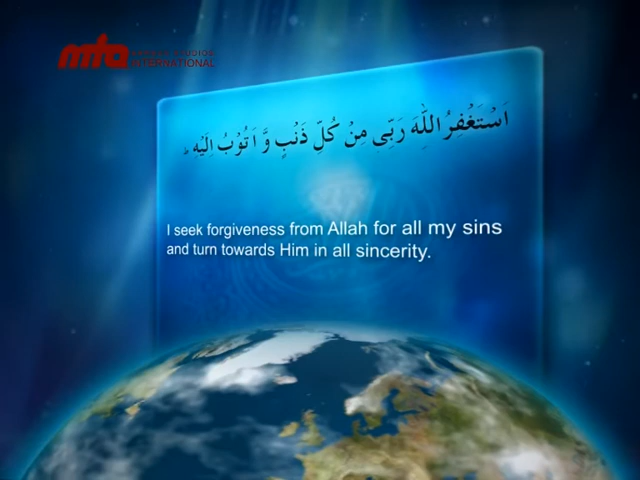 mta
INTERNATIONAL
اَسْتَغْفِرُ اللّٰهَ رَبِّی مِنْ کُلِّ ذَنْۢبٍ وَّ اَتُوْبُ اِلَیْهِ ؕ
I seek forgiveness from Allah for all my sins
and turn towards Him in all sincerity.